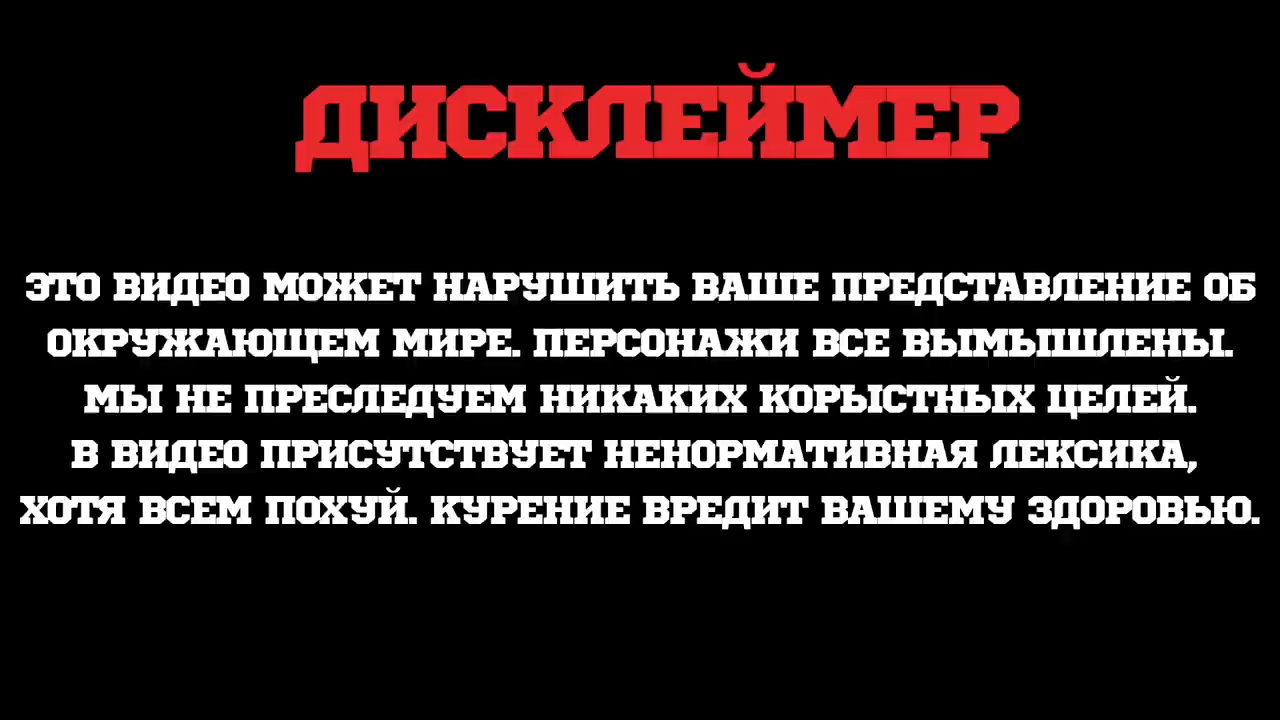 ДИСКЛЕЙМЕР
ЭТО ВИДЕО МОЖЕТ НАРУШИТЬ ВАШЕ ПРЕДСТАВЛЕНИЕ ОБ
ОКРУЖАЮЩЕМ МИРЕ. ПЕРСОНАЖИ ВСЕ ВЫМЫШЛЕНЫ.
МЫ НЕ ПРЕСЛЕДУЕМ НИКАКИХ КОРЫСТНЫХ ЦЕЛЕЙ.
В ВИДЕО ПРИСУТСТВУЕТ НЕНОРМАТИВНАЯ ЛЕКСИКА,
ХОТЯ ВСЕМ ПОХУЙ. КУРЕНИЕ ВРЕДИТ ВАШЕМУ ЗДОРОВЬЮ.